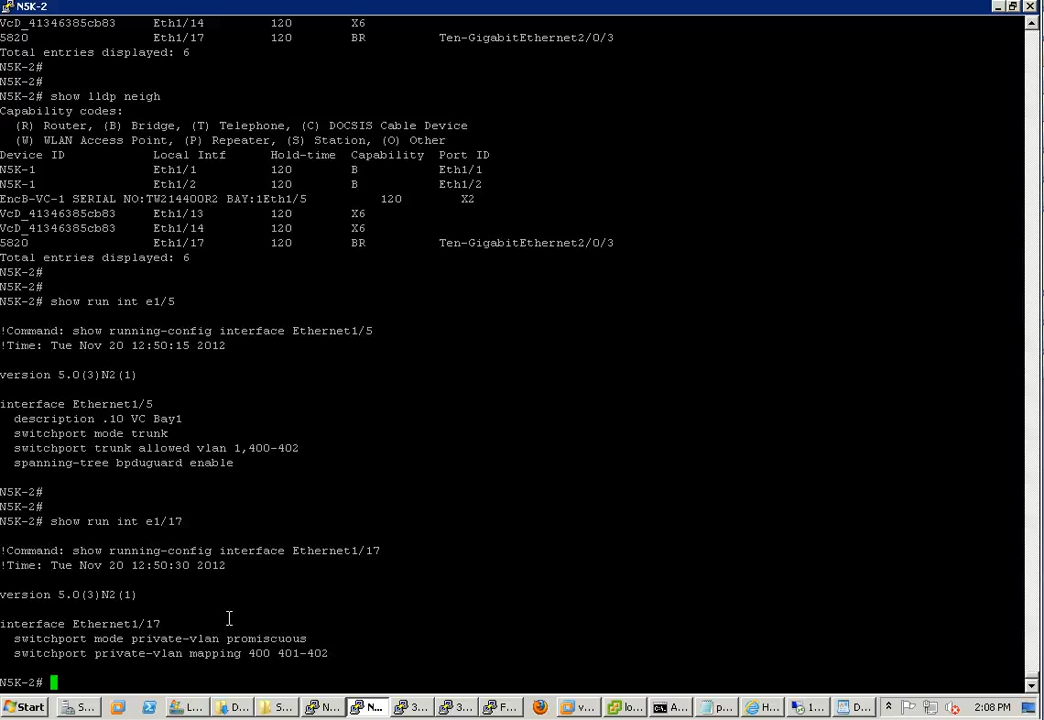 N5K-2
VcD_41346385cb83 Eth1/14 120 X6
5820 Eth1/17 120 BR Ten-GigabitEthernet2/0/3
Total entries displayed: 6
N5K-2#
N5K-2#
N5K-2# show lldp neigh
Capability codes:
(R) Router, (B) Bridge, (T) Telephone, (C) DOCSIS Cable Device
(W) WLAN Access Point, (P) Repeater, (S) Station, (O) Other
Device ID Local Intf Hold-time Capability Port ID
N5K-1 Eth1/1 120 B Eth1/1
N5K-1 Eth1/2 120 B Eth1/2
EncB-VC-1 SERIAL NO:TW214400R2 BAY:1Eth1/5 120 X2
VcD_41346385cb83 Eth1/13 120 X6
VcD_41346385cb83 Eth1/14 120 X6
5820 Eth1/17 120 BR Ten-GigabitEthernet2/0/3
Total entries displayed: 6
N5K-2#
N5K-2#
N5K-2# show run int e1/5
!Command: show running-config interface Ethernet1/5
!Time: Tue Nov 20 12:50:15 2012
version 5.0(3)N2(1)
interface Ethernet1/5
description .10 VC Bay1
switchport mode trunk
switchport trunk allowed vlan 1,400-402
spanning-tree bpduguard enable
N5K-2#
N5K-2#
N5K-2# show run int e1/17
!Command: show running-config interface Ethernet1/17
!Time: Tue Nov 20 12:50:30 2012
version 5.0(3)N2(1)
interface Ethernet1/17
switchport mode private-vlan promiscuous
switchport private-vlan mapping 400 401-402
N5K-2#
Start S... L... D... S... N... N... 3... 3... F... v... lo... A... p... H... 1... D... 2:08 PM